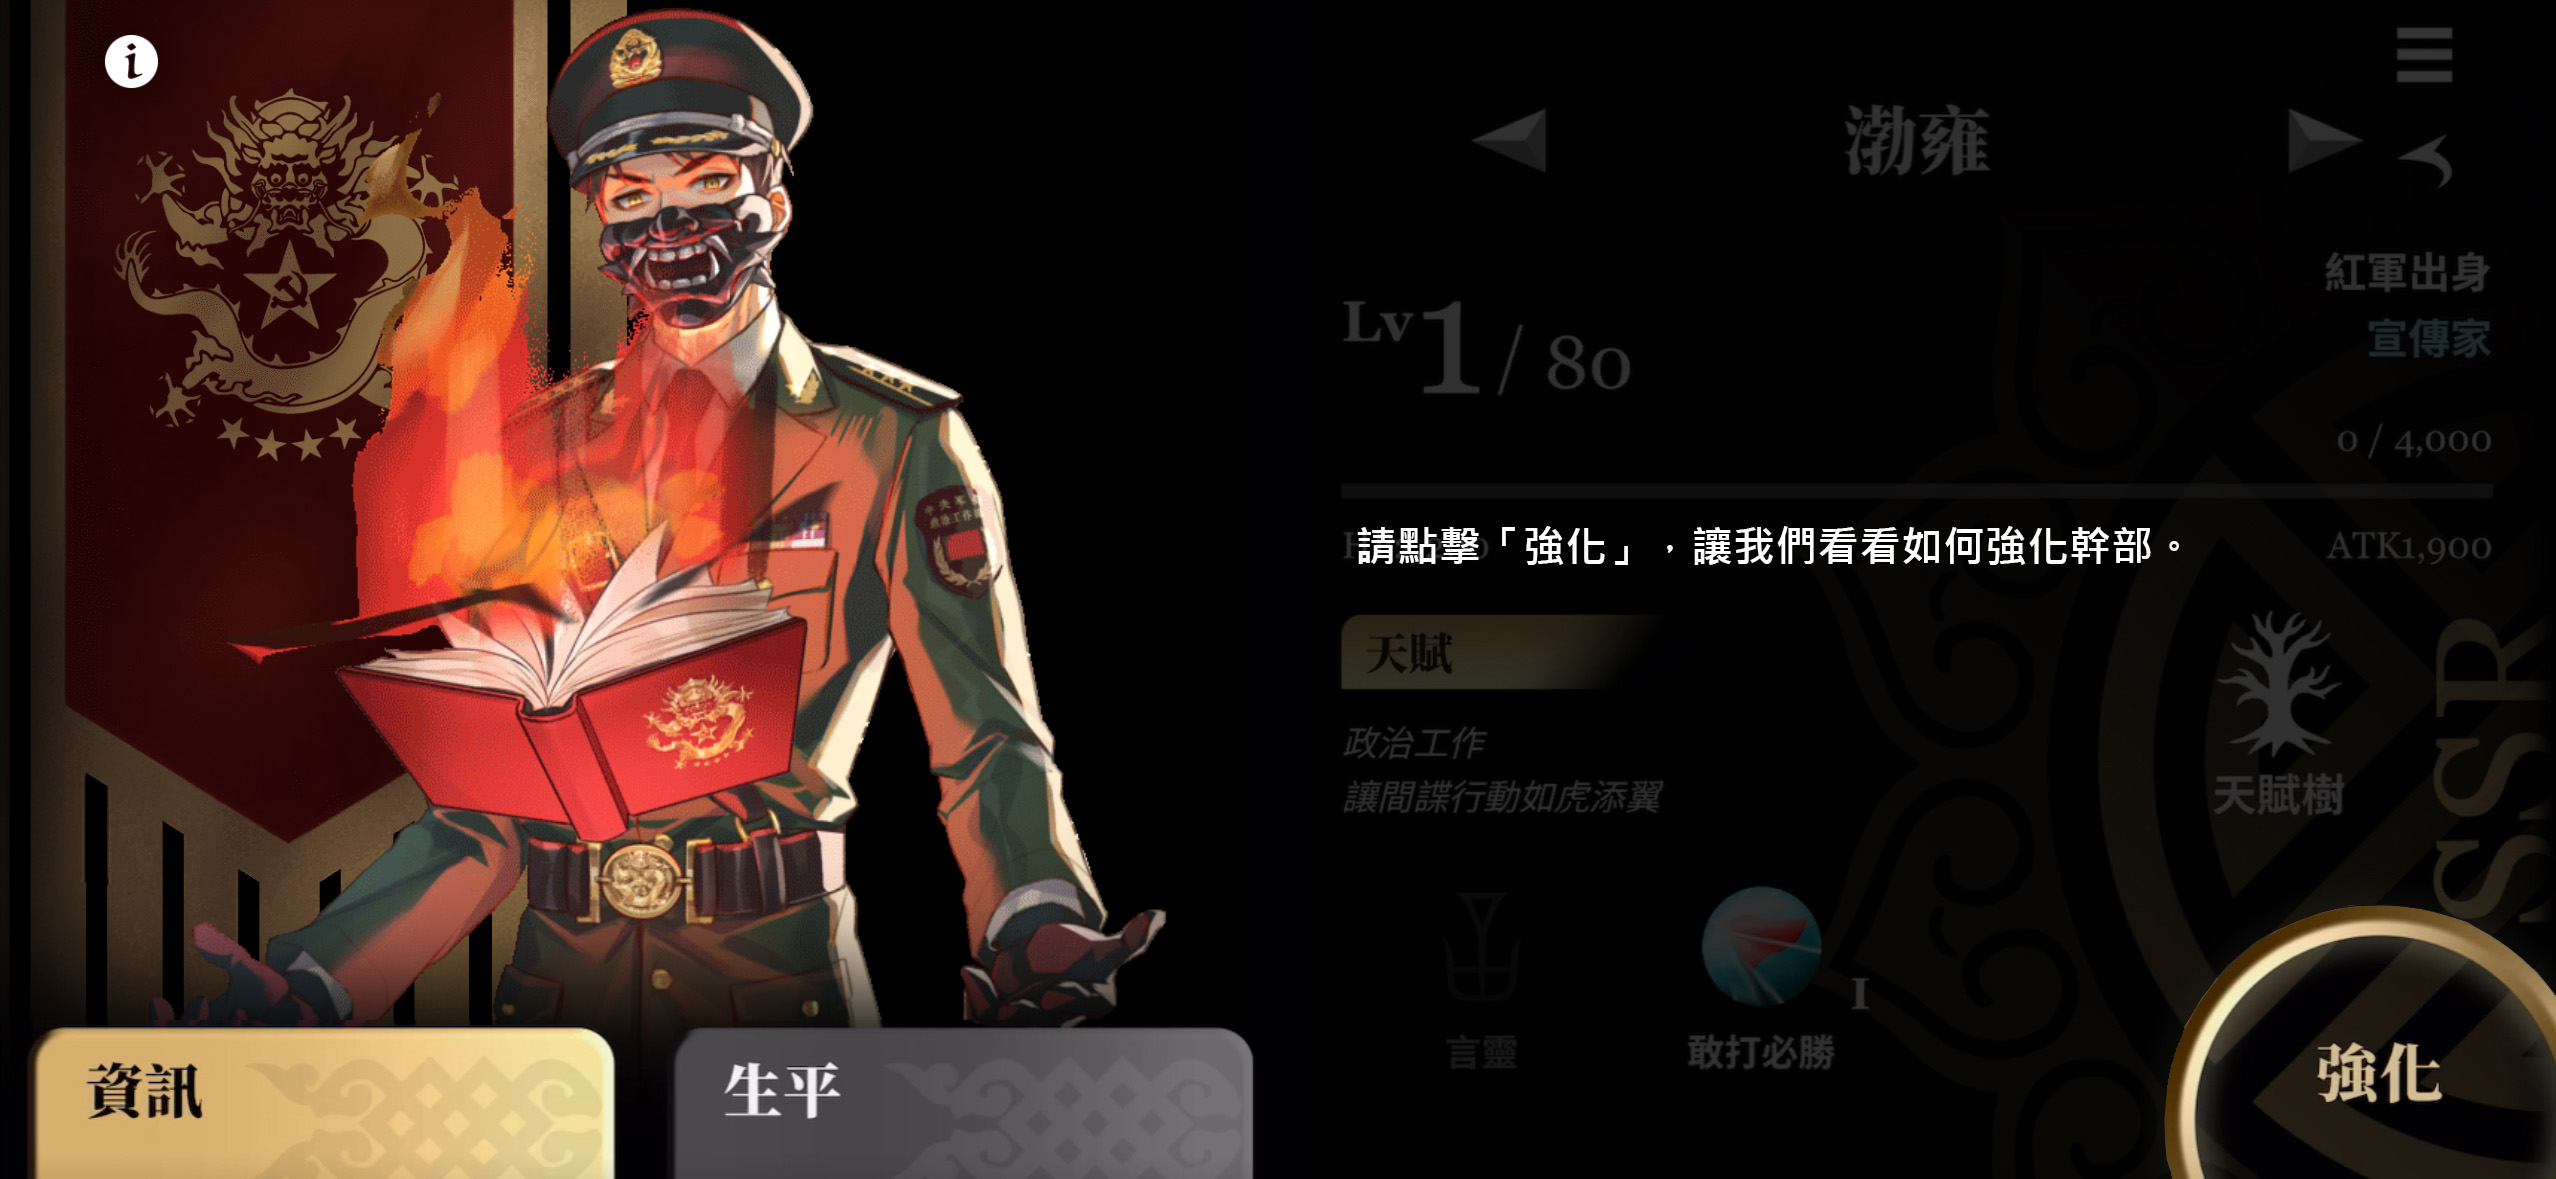 i
渤雍
紅軍出身
宣傳家
Lv1 / 80
0 / 4,000
請點擊「強化」，讓我們看看如何強化幹部。
ATK1,900
天賦
政治工作
讓間諜行動如虎添翼
天賦樹
SSR
言靈
敢打必勝
I
資訊
生平
強化